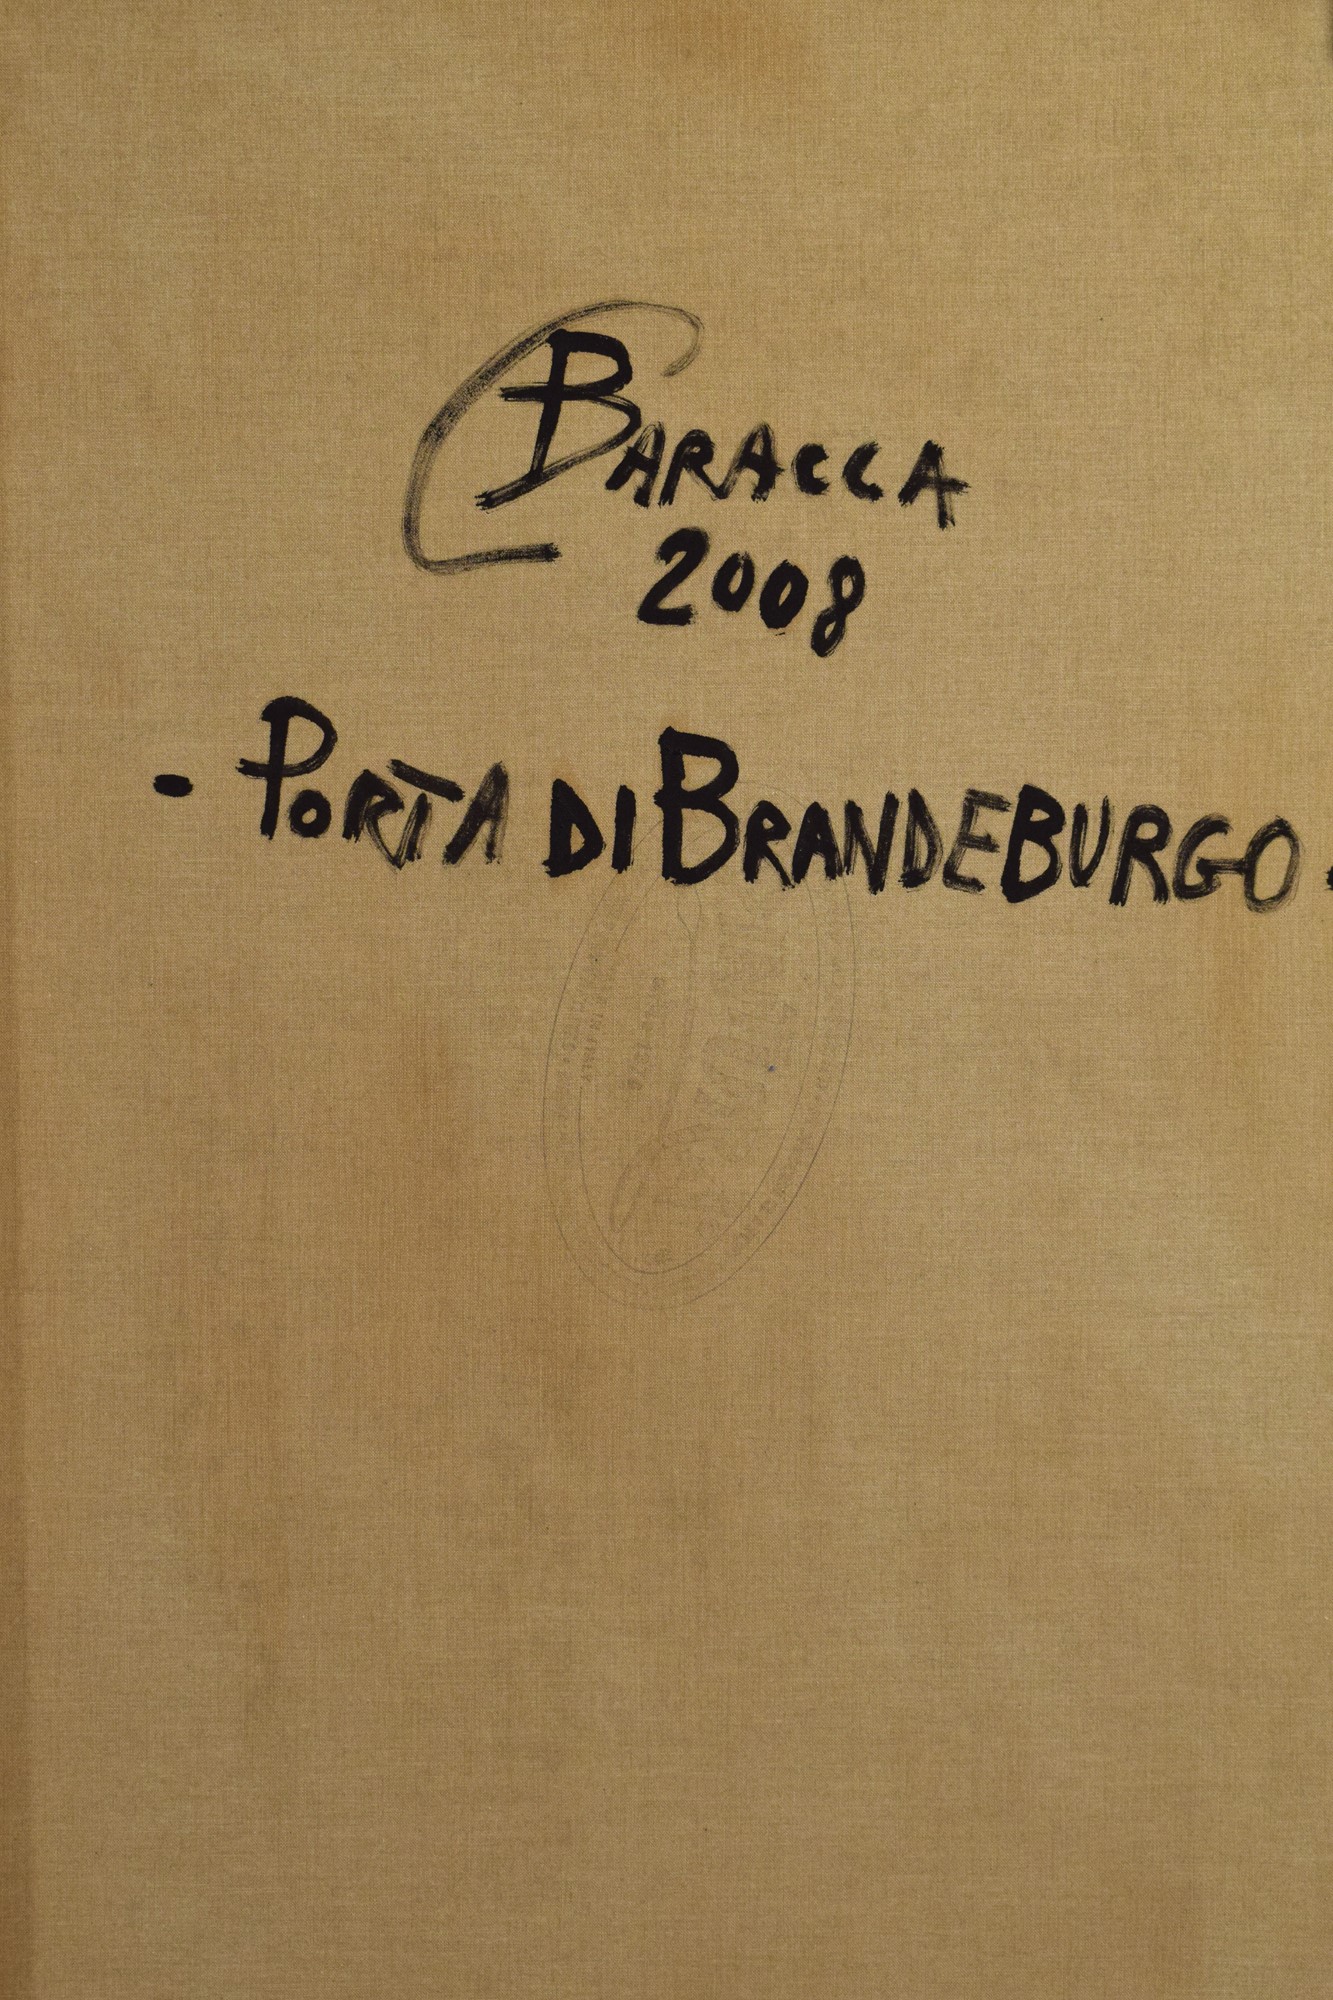 C BARACCA
2008
- PORTA DI BRANDEBURGO -